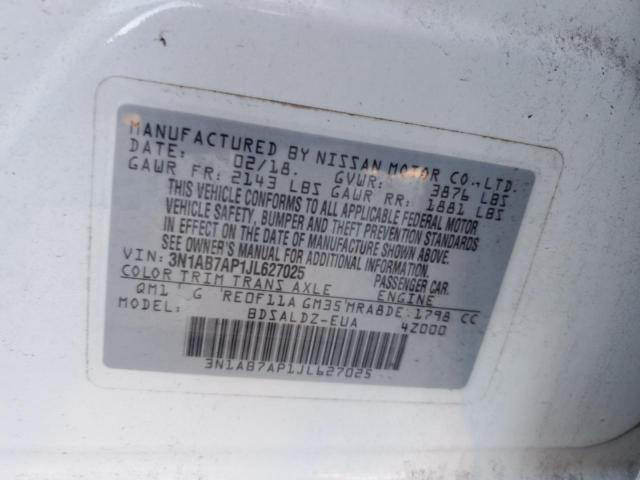 MANUFACTURED BY NISSAN MOTOR CO., LTD.
DATE: 02/18. GVWR: 3876 LBS
GAWR FR: 2143 LBS GAWR RR: 1881 LBS
THIS VEHICLE CONFORMS TO ALL APPLICABLE FEDERAL MOTOR
VEHICLE SAFETY, BUMPER AND THEFT PREVENTION STANDARDS
IN EFFECT ON THE DATE OF MANUFACTURE SHOWN ABOVE.
SEE OWNER'S MANUAL FOR ADDITIONAL INFORMATION.
VIN: 3N1AB7AP1JL627025 PASSENGER CAR.
COLOR TRIM TRANS AXLE ENGINE
QM1 G RE0F11A GM35 MRA8DE 1798 CC
MODEL: BDSALDZ-EUA 4Z000
3N1AB7AP1JL627025